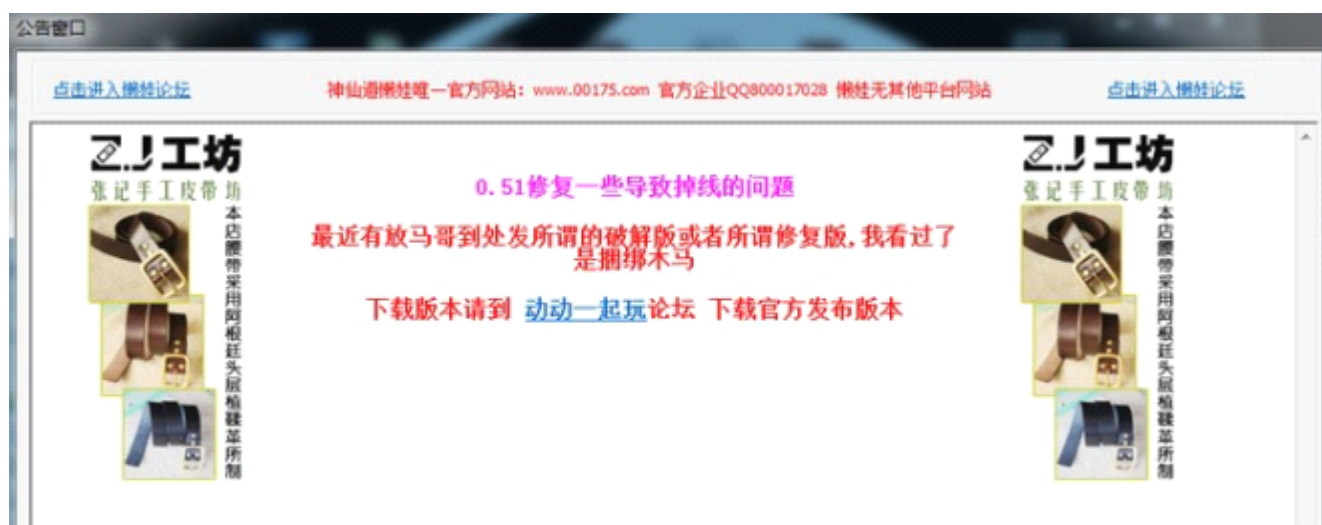 公告窗口
点击进入懒娃论坛
神仙道懒娃唯一官方网站：www.00175.com 官方企业QQ800017028 懒娃无其他平台网站
点击进入懒娃论坛
Z.J 工坊
张记手工皮带坊
本店腰带采用阿根廷头层植鞣革所制
0.51修复一些导致掉线的问题
最近有放马哥到处发所谓的破解版或者所谓修复版,我看过了
是捆绑木马
下载版本请到 动动一起玩论坛 下载官方发布版本
Z.J 工坊
张记手工皮带坊
本店腰带采用阿根廷头层植鞣革所制